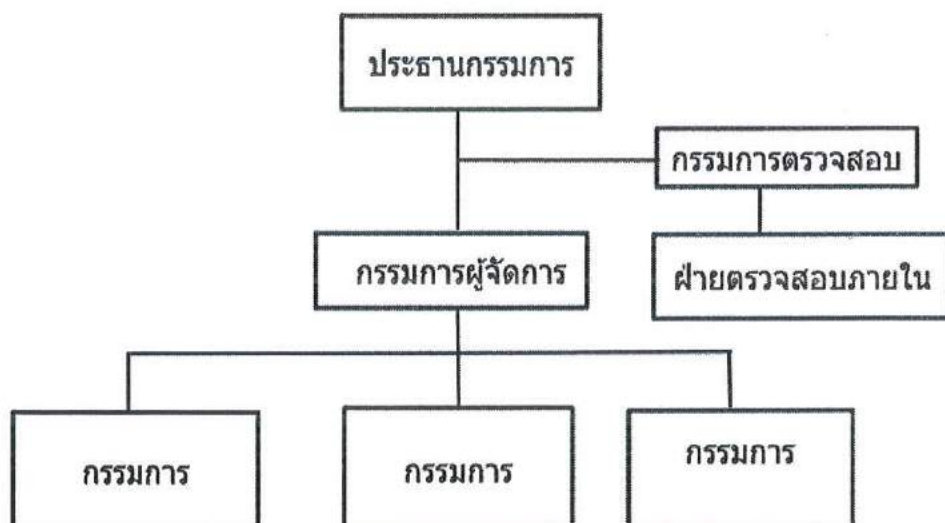 ประธานกรรมการ
กรรมการตรวจสอบ
กรรมการผู้จัดการ
ฝ่ายตรวจสอบภายใน
กรรมการ
กรรมการ
กรรมการ